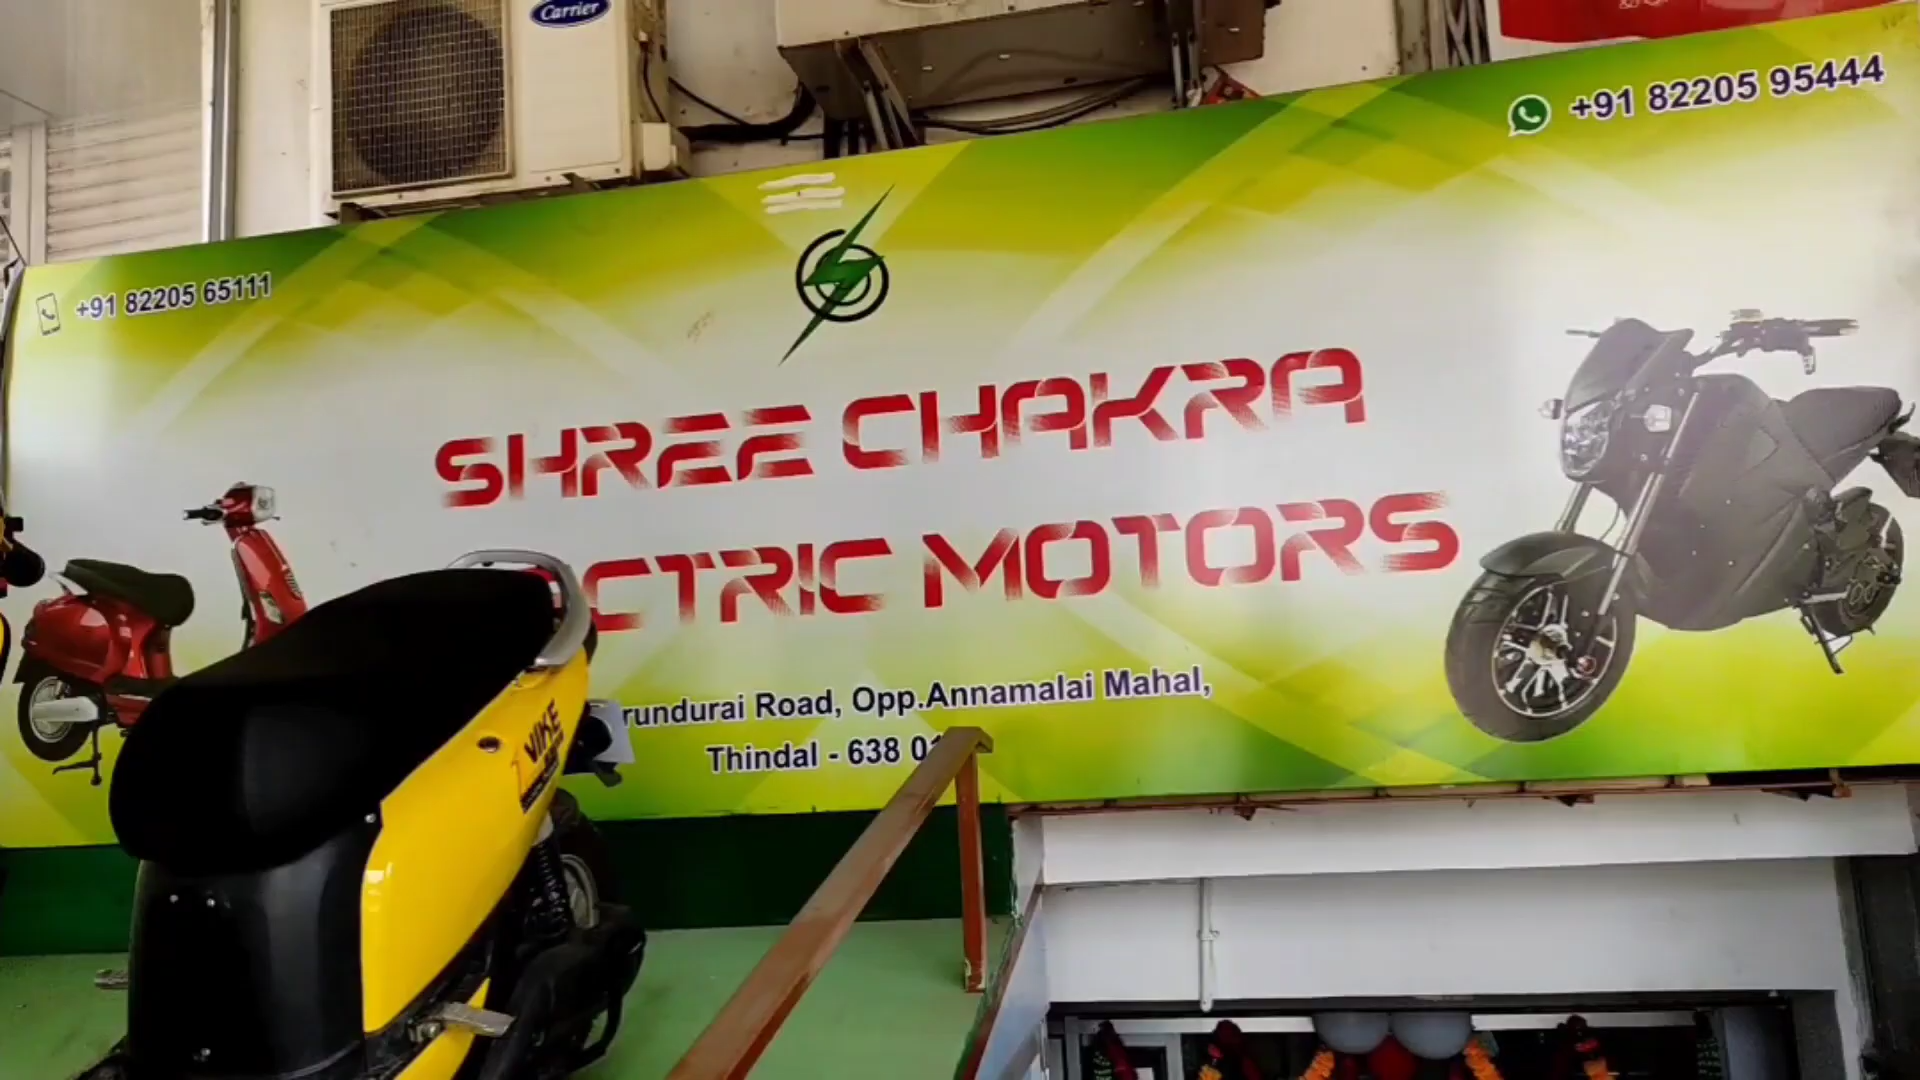 Carrier
+91 82205 95444
+91 82205 65111
SHREE CHAKRA
CTRIC MOTORS
rundurai Road, Opp.Annamalai Mahal,
Thindal - 638 0
VIKE